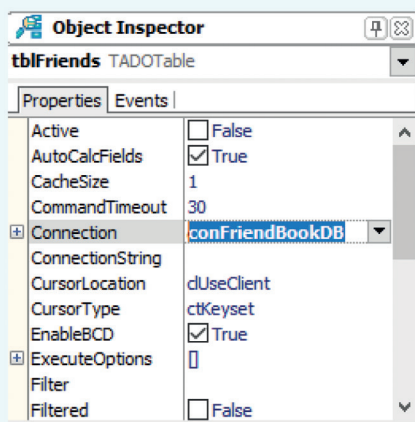 Object Inspector
tblFriends TADOTable
Properties Events
Active False
AutoCalcFields True
CacheSize 1
CommandTimeout 30
Connection conFriendBookDB
ConnectionString
CursorLocation clUseClient
CursorType ctKeyset
EnableBCD True
ExecuteOptions []
Filter
Filtered False